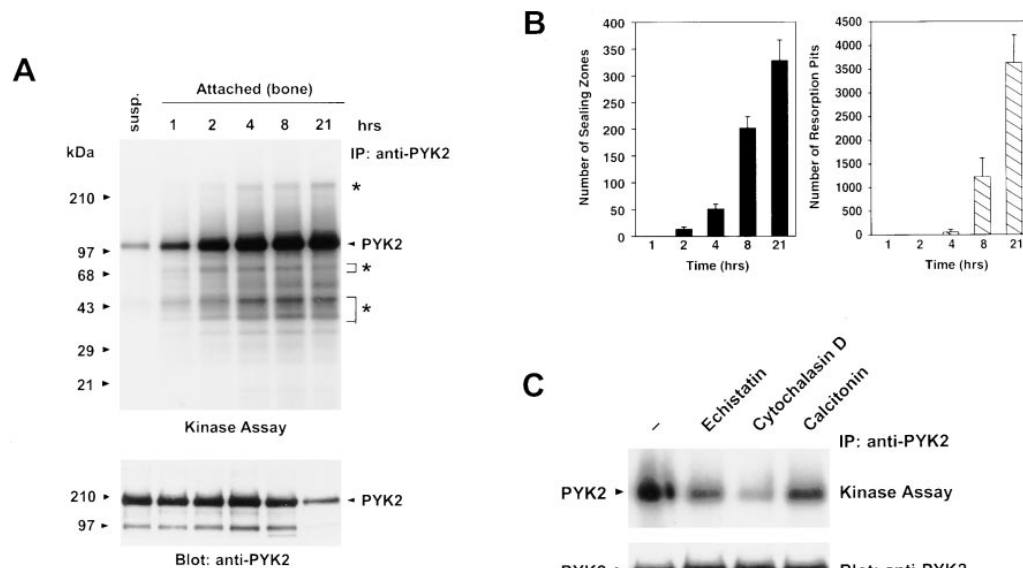 A
susp.
Attached (bone)
1 2 4 8 21 hrs
kDa
IP: anti-PYK2
210 ► *
97 ► ◄ PYK2
68 ► *
43 ► *
29 ►
21 ►
Kinase Assay
210 ► ◄ PYK2
97 ►
Blot: anti-PYK2
B
Number of Sealing Zones
400
350
300
250
200
150
100
50
0
1 2 4 8 21
Time (hrs)
Number of Resorption Pits
4500
4000
3500
3000
2500
2000
1500
1000
500
0
1 2 4 8 21
Time (hrs)
C
– Echistatin Cytochalasin D Calcitonin
IP: anti-PYK2
PYK2 ► Kinase Assay
PYK2 ► Blot: anti-PYK2